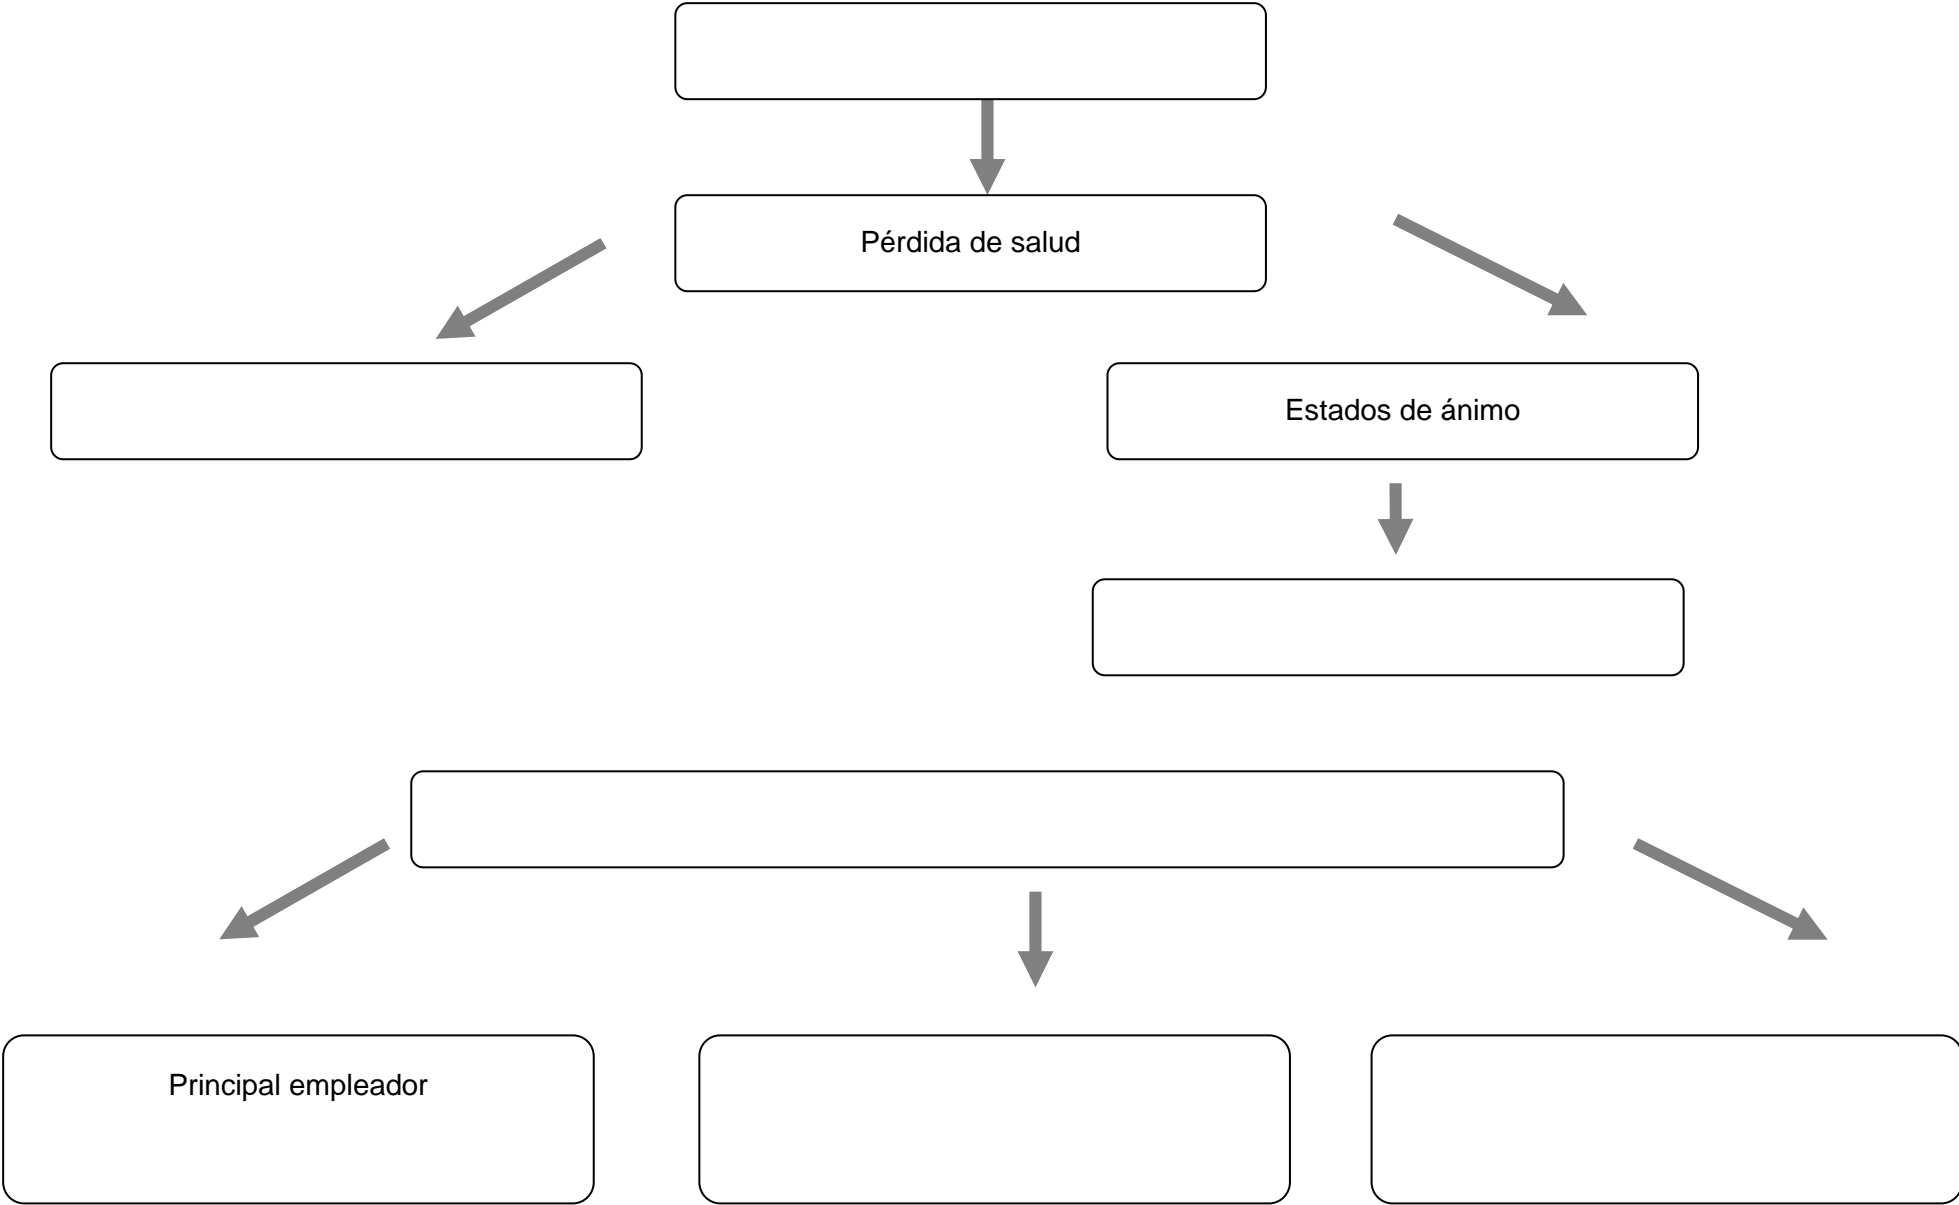 Pérdida de salud
Estados de ánimo
Principal empleador